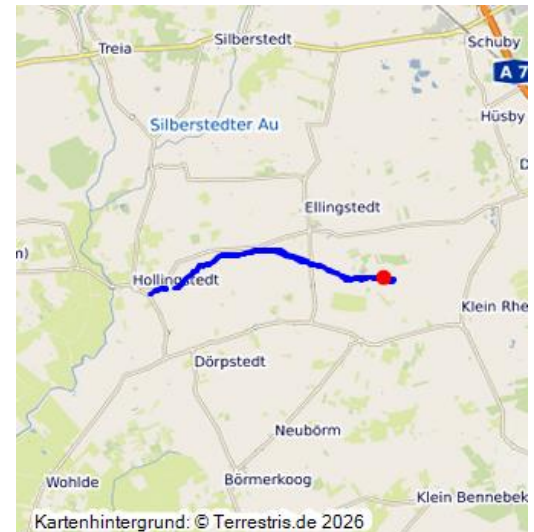 Silberstedt
Treia
Schuby
A 7
Silberstedter Au
Hüsby
D
Ellingstedt
m)
Hollingstedt
Klein Rhe
Dörpstedt
Neubörm
Wohlde
Börmerkoog
Klein Bennebek
Kartenhintergrund: © Terrestris.de 2026